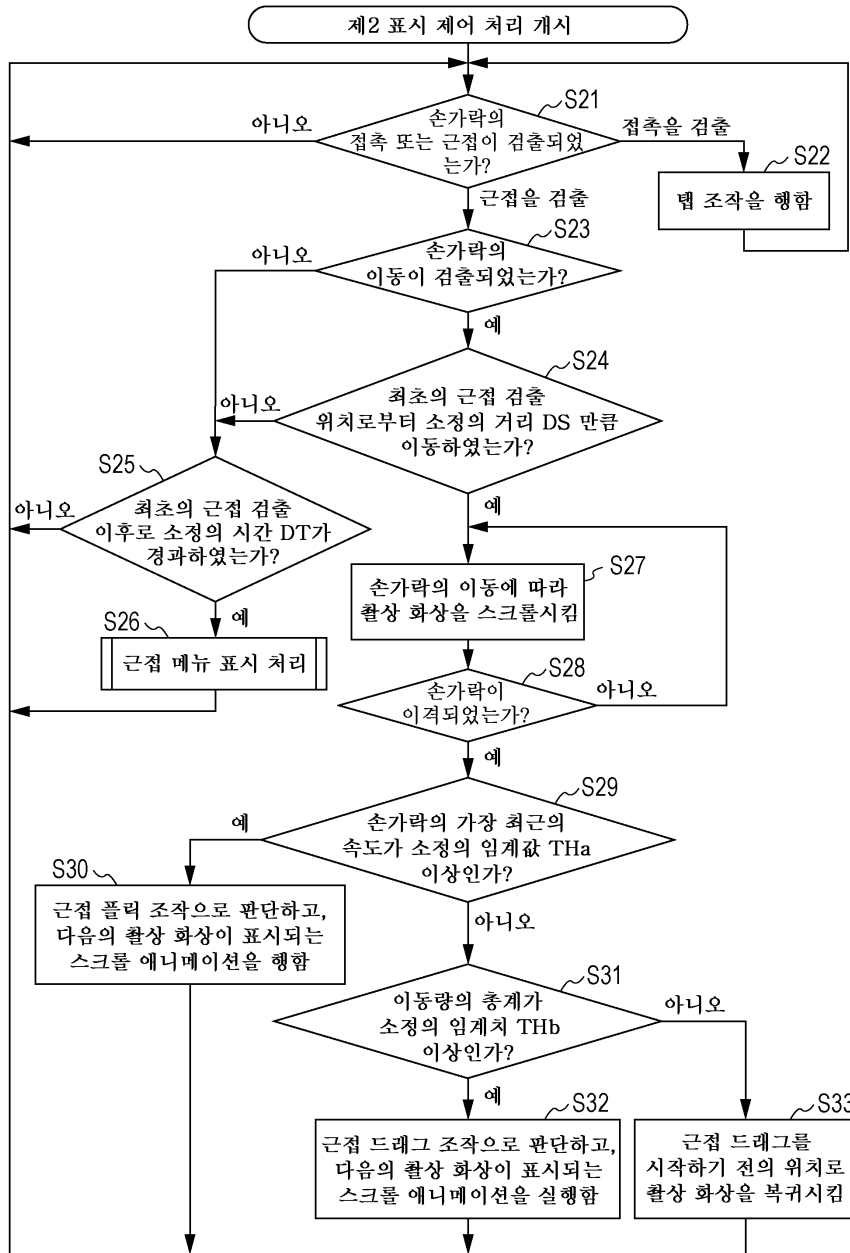 제2 표시 제어 처리 개시
S21
손가락의
접촉 또는 근접이 검출되었
는가?
아니오
접촉을 검출
S22
탭 조작을 행함
근접을 검출
S23
손가락의
이동이 검출되었는가?
아니오
예
S24
최초의 근접 검출
위치로부터 소정의 거리 DS 만큼
이동하였는가?
아니오
예
S25
최초의 근접 검출
이후로 소정의 시간 DT가
경과하였는가?
아니오
예
S26
근접 메뉴 표시 처리
S27
손가락의 이동에 따라
촬상 화상을 스크롤시킴
S28
손가락이
이격되었는가?
아니오
예
S29
손가락의 가장 최근의
속도가 소정의 임계값 THa
이상인가?
예
아니오
S30
근접 플릭 조작으로 판단하고,
다음의 촬상 화상이 표시되는
스크롤 애니메이션을 행함
S31
이동량의 총계가
소정의 임계치 THb
이상인가?
아니오
예
S32
근접 드래그 조작으로 판단하고,
다음의 촬상 화상이 표시되는
스크롤 애니메이션을 실행함
S33
근접 드래그를
시작하기 전의 위치로
촬상 화상을 복귀시킴